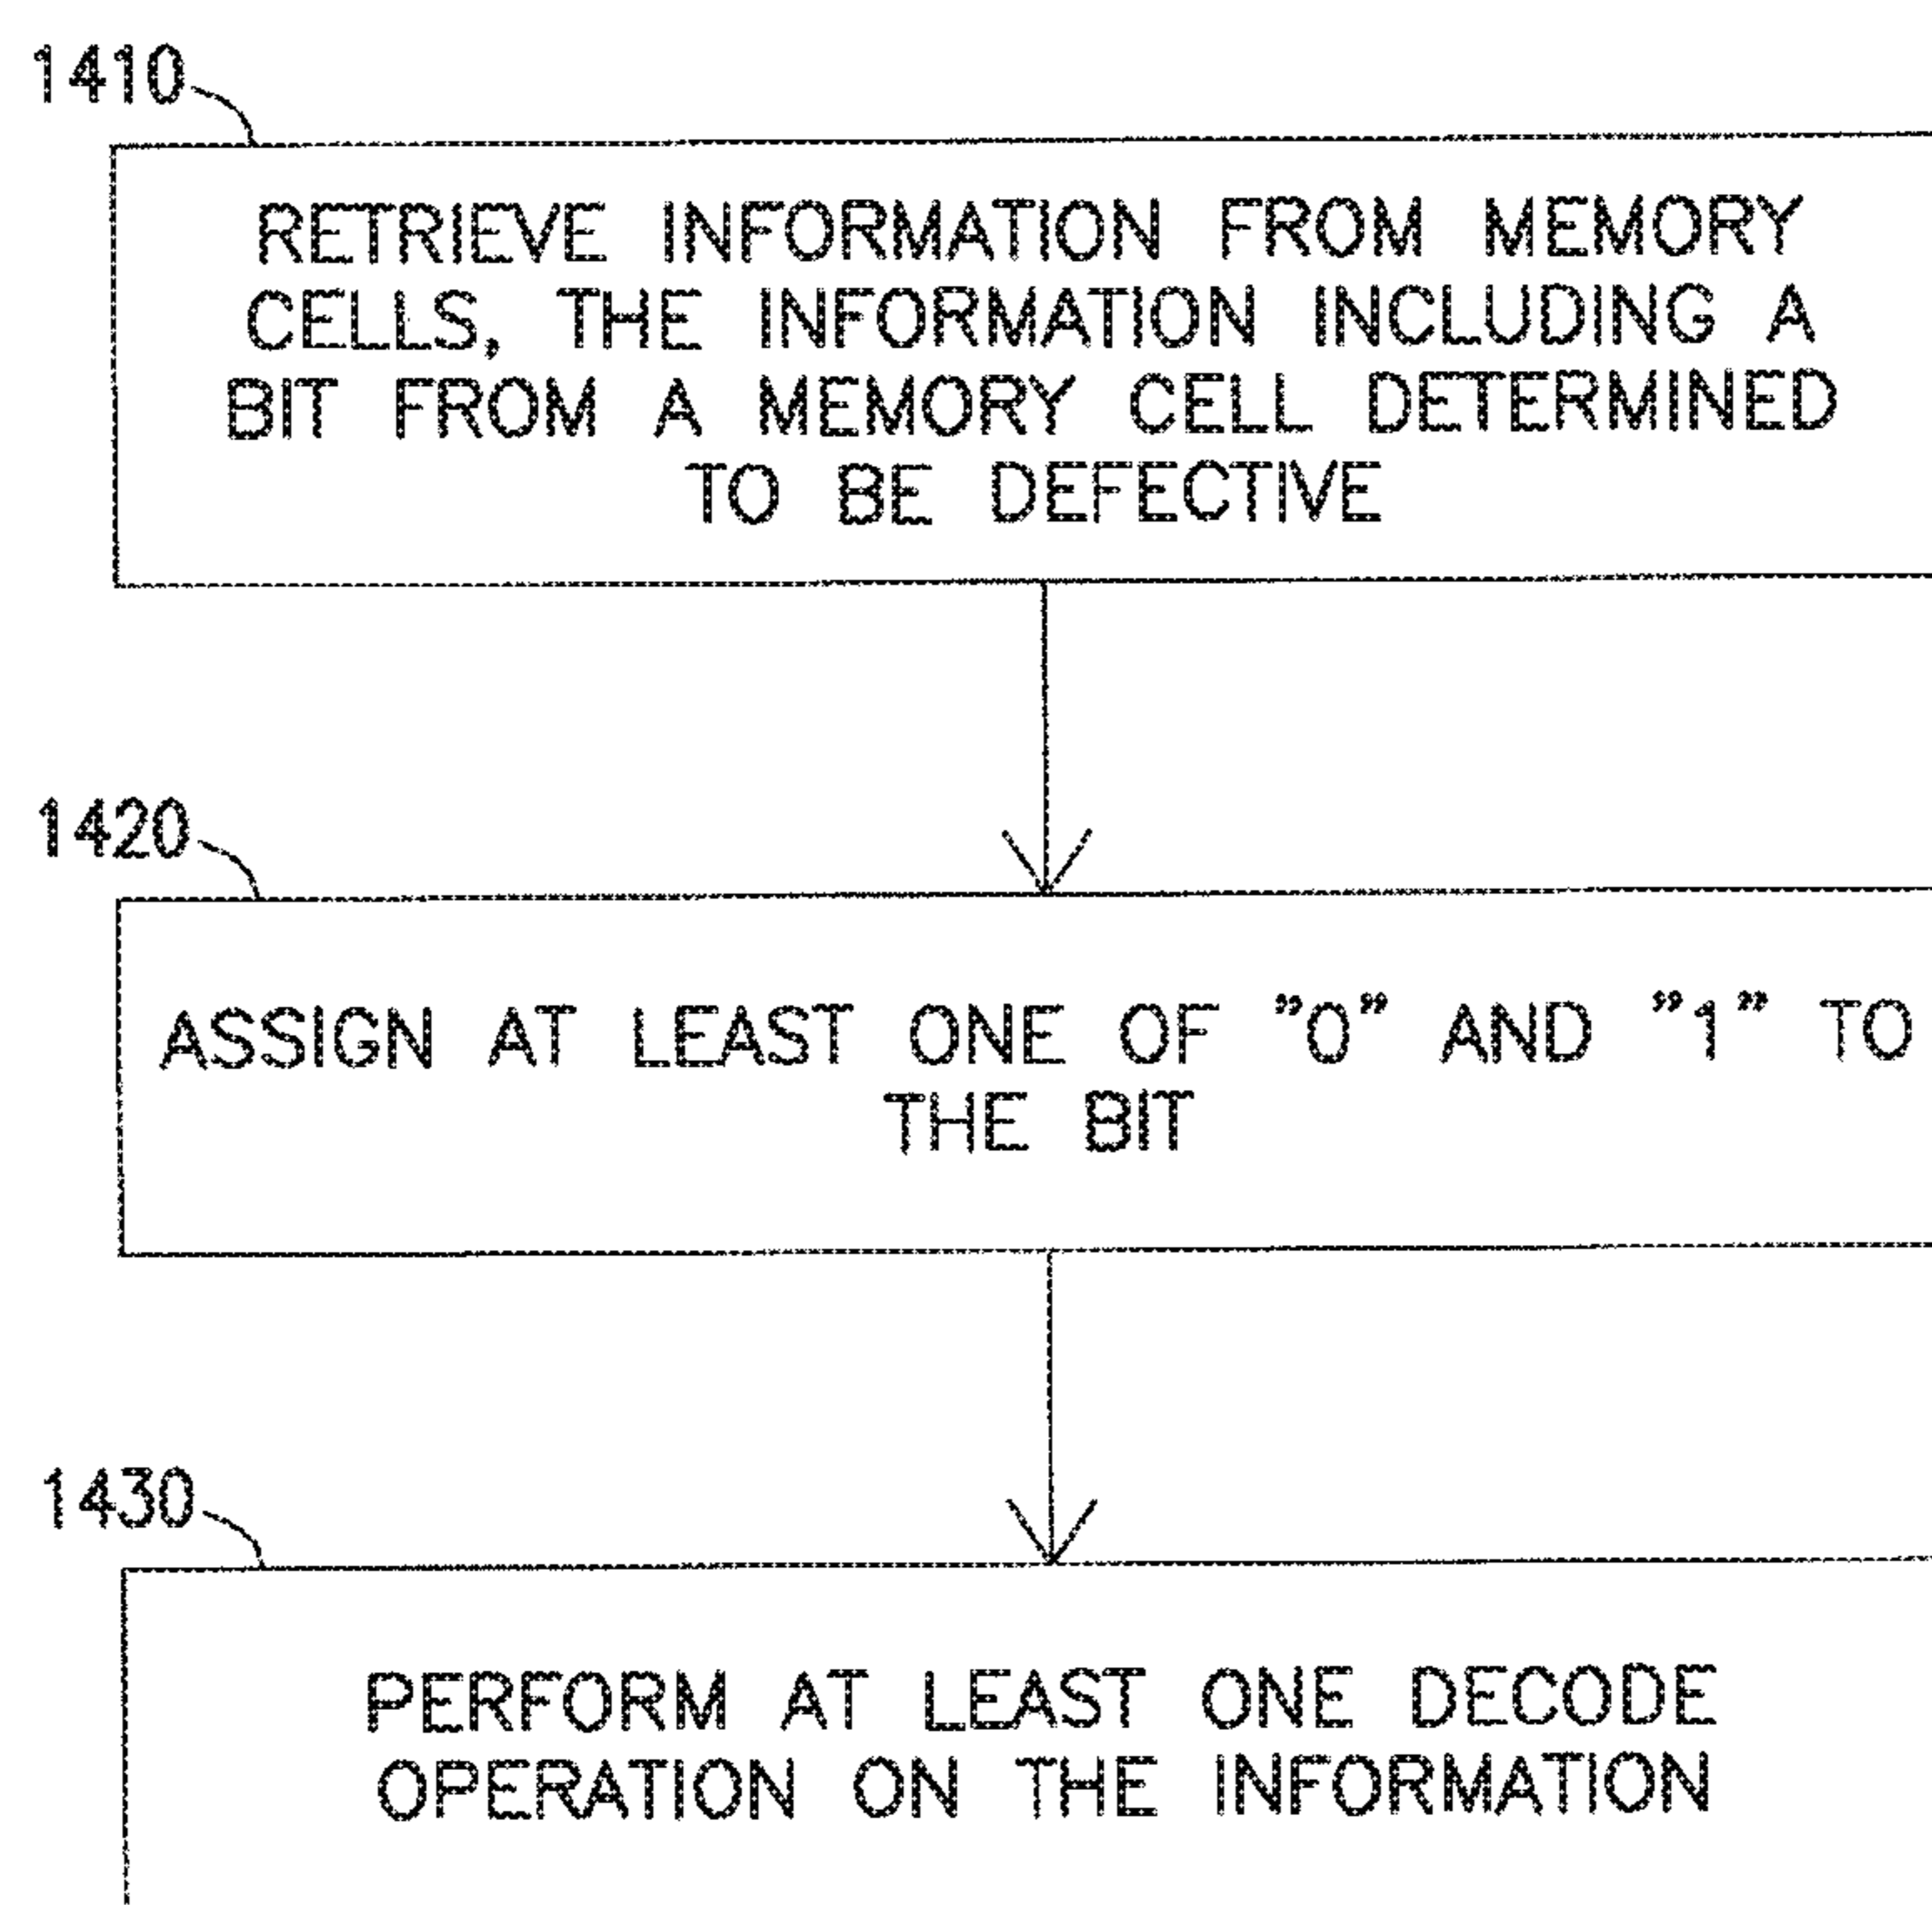 1410
RETRIEVE INFORMATION FROM MEMORY
CELLS, THE INFORMATION INCLUDING A
BIT FROM A MEMORY CELL DETERMINED
TO BE DEFECTIVE
1420
ASSIGN AT LEAST ONE OF "0" AND "1" TO
THE BIT
1430
PERFORM AT LEAST ONE DECODE
OPERATION ON THE INFORMATION